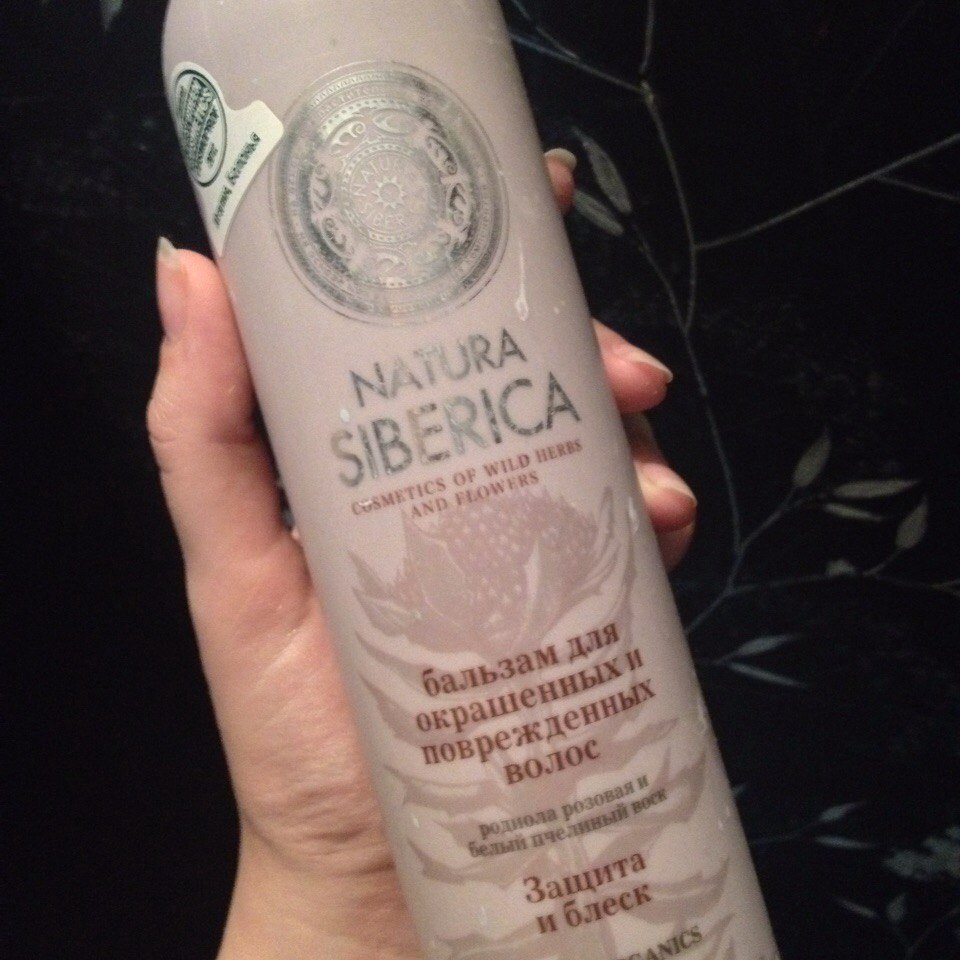 NATURA
SIBERICA
COSMETICS OF WILD HERBS
AND FLOWERS
бальзам для
окрашенных и
поврежденных
волос
родиола розовая и
белый пчелиный воск
Защита
и блеск